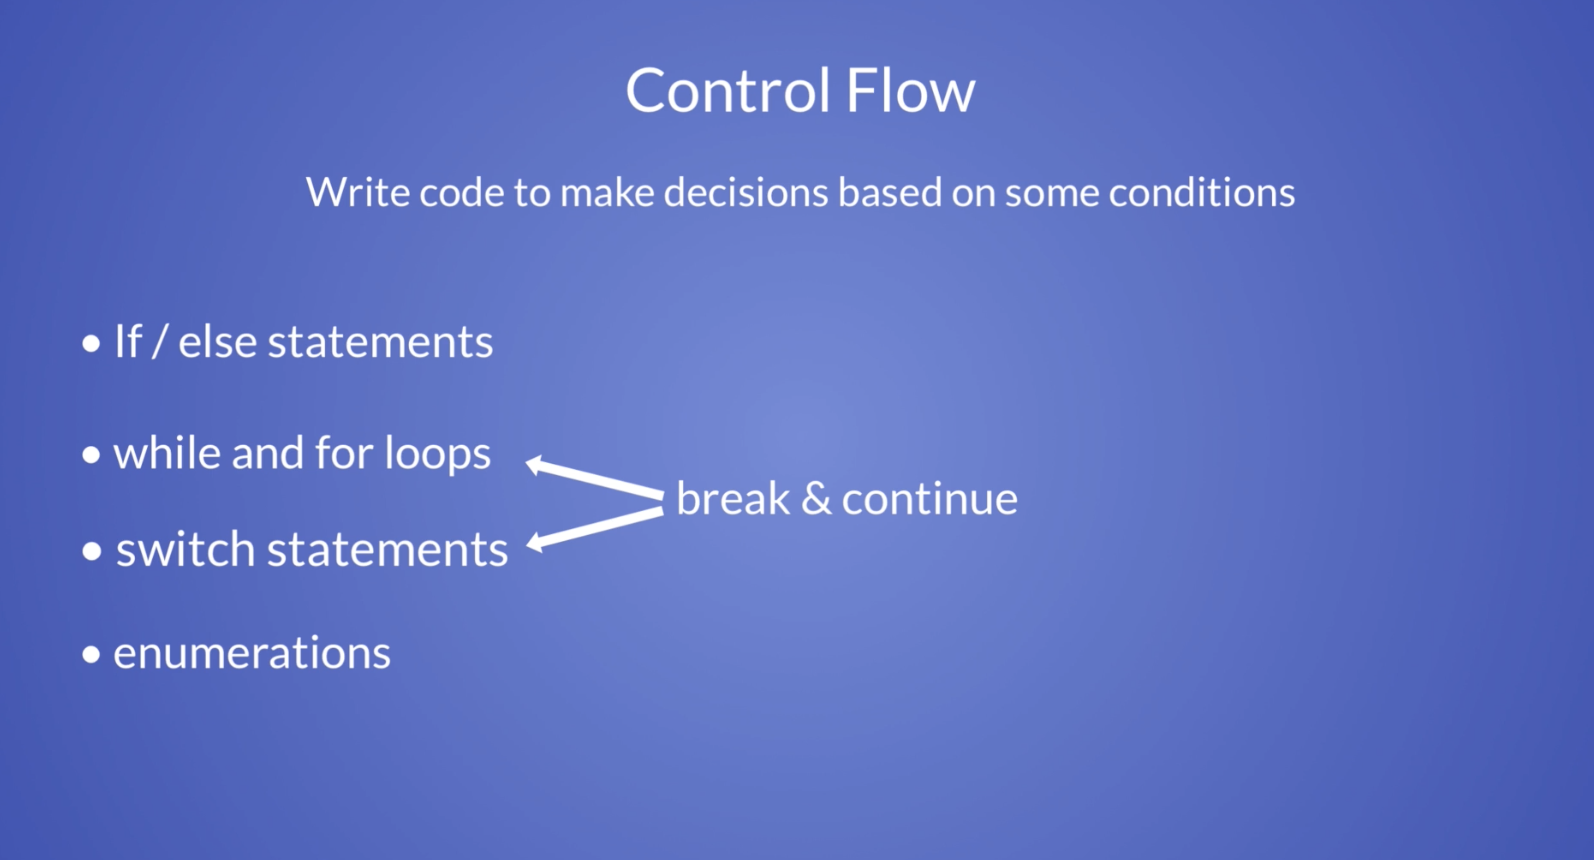 Control Flow
Write code to make decisions based on some conditions
• If / else statements
• while and for loops
break & continue
• switch statements
• enumerations